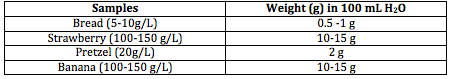 Samples Weight (g) in 100 mL H₂O
Bread (5-10g/L) 0.5 -1 g
Strawberry (100-150 g/L) 10-15 g
Pretzel (20g/L) 2 g
Banana (100-150 g/L) 10-15 g